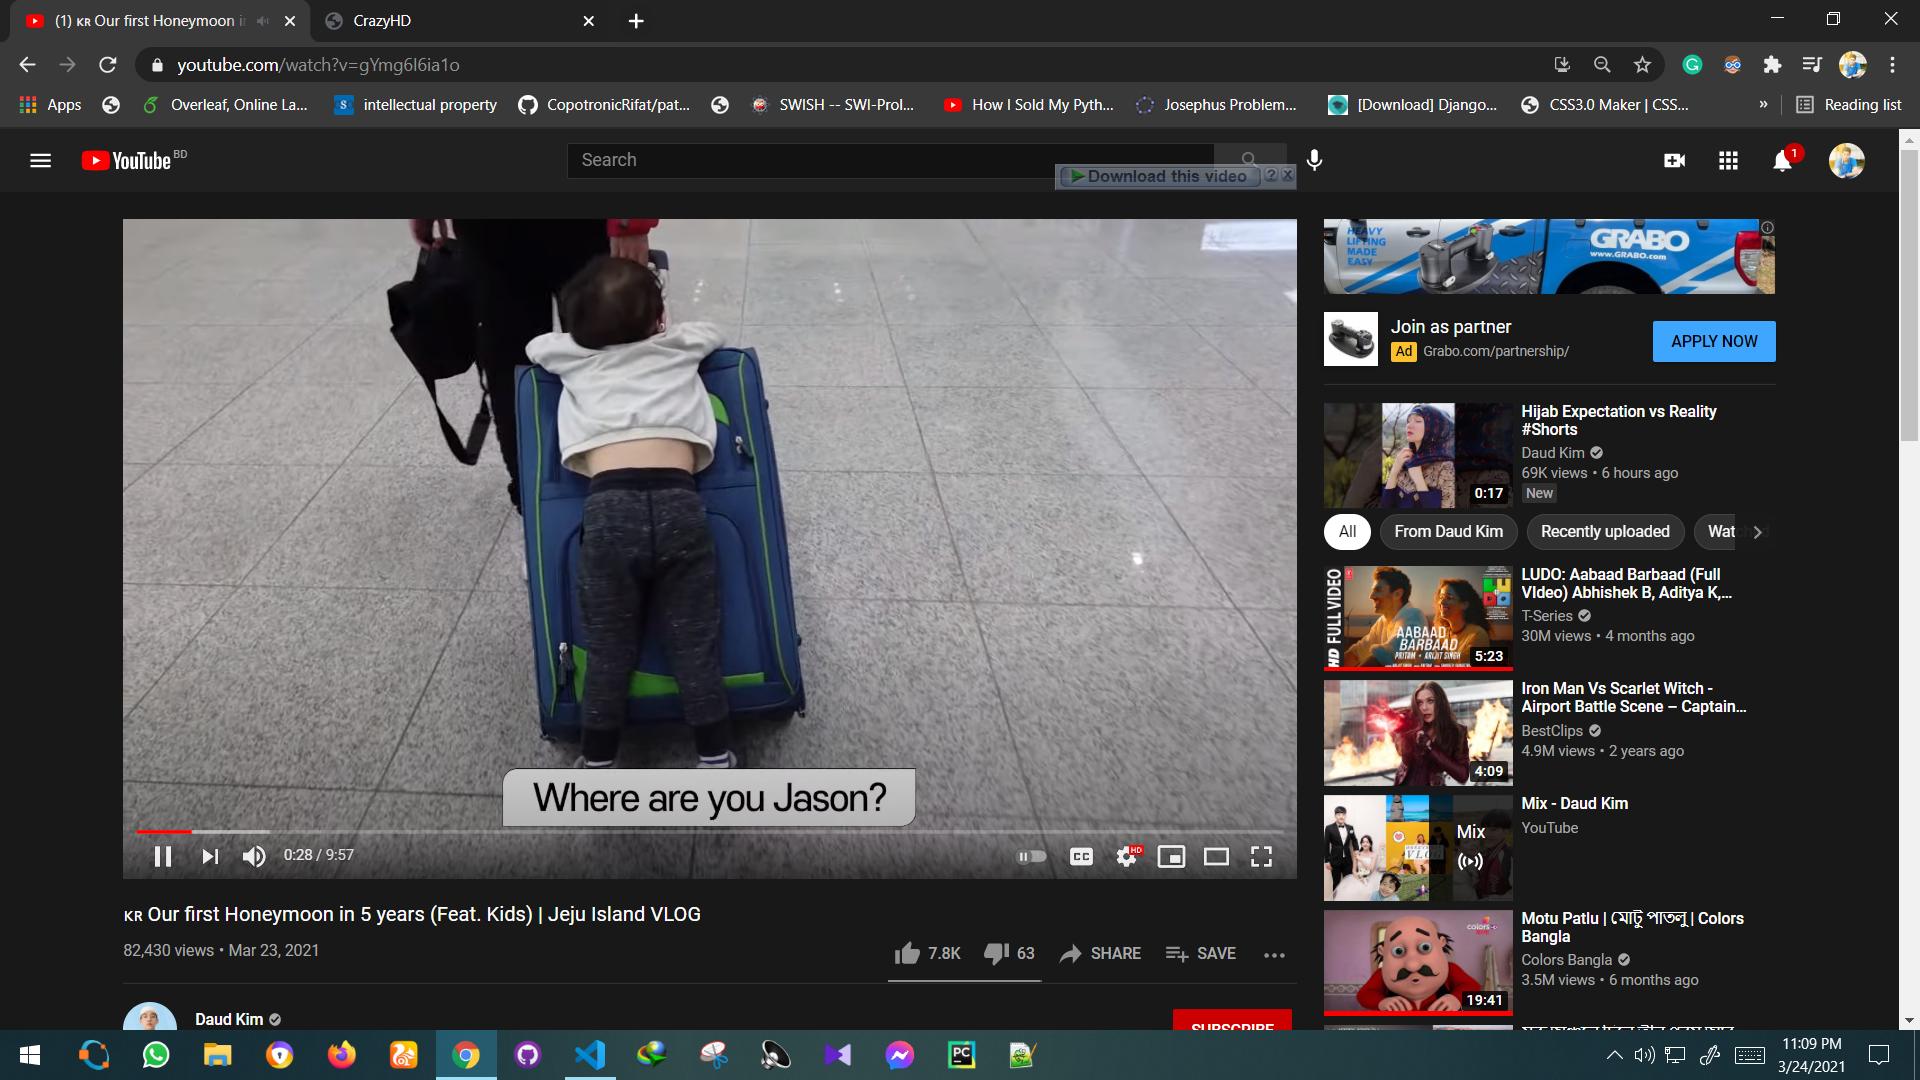 (1) ᴋʀ Our first Honeymoon i
CrazyHD
youtube.com/watch?v=gYmg6l6ia1o
Apps
Overleaf, Online La...
intellectual property
CopotronicRifat/pat...
SWISH -- SWI-Prol...
How I Sold My Pyth...
Josephus Problem...
[Download] Django...
CSS3.0 Maker | CSS...
»
Reading list
YouTube BD
Search
Download this video
1
HEAVY
LIFTING
MADE
EASY
GRABO
www.GRABO.com
Join as partner
Ad Grabo.com/partnership/
APPLY NOW
Hijab Expectation vs Reality
#Shorts
Daud Kim
69K views • 6 hours ago
New
0:17
All
From Daud Kim
Recently uploaded
Wat
LUDO: Aabaad Barbaad (Full
VIdeo) Abhishek B, Aditya K,...
T-Series
30M views • 4 months ago
HD FULL VIDEO
AABAAD
BARBAAD
PRITAM • ARIJIT SINGH
5:23
Iron Man Vs Scarlet Witch -
Airport Battle Scene – Captain...
BestClips
4.9M views • 2 years ago
4:09
Mix - Daud Kim
YouTube
Mix
Motu Patlu | মোটু পাতলু | Colors
Bangla
Colors Bangla
3.5M views • 6 months ago
19:41
Where are you Jason?
0:28 / 9:57
CC
HD
ᴋʀ Our first Honeymoon in 5 years (Feat. Kids) | Jeju Island VLOG
82,430 views • Mar 23, 2021
7.8K
63
SHARE
SAVE
Daud Kim
SUBSCRIBE
PC
11:09 PM
3/24/2021